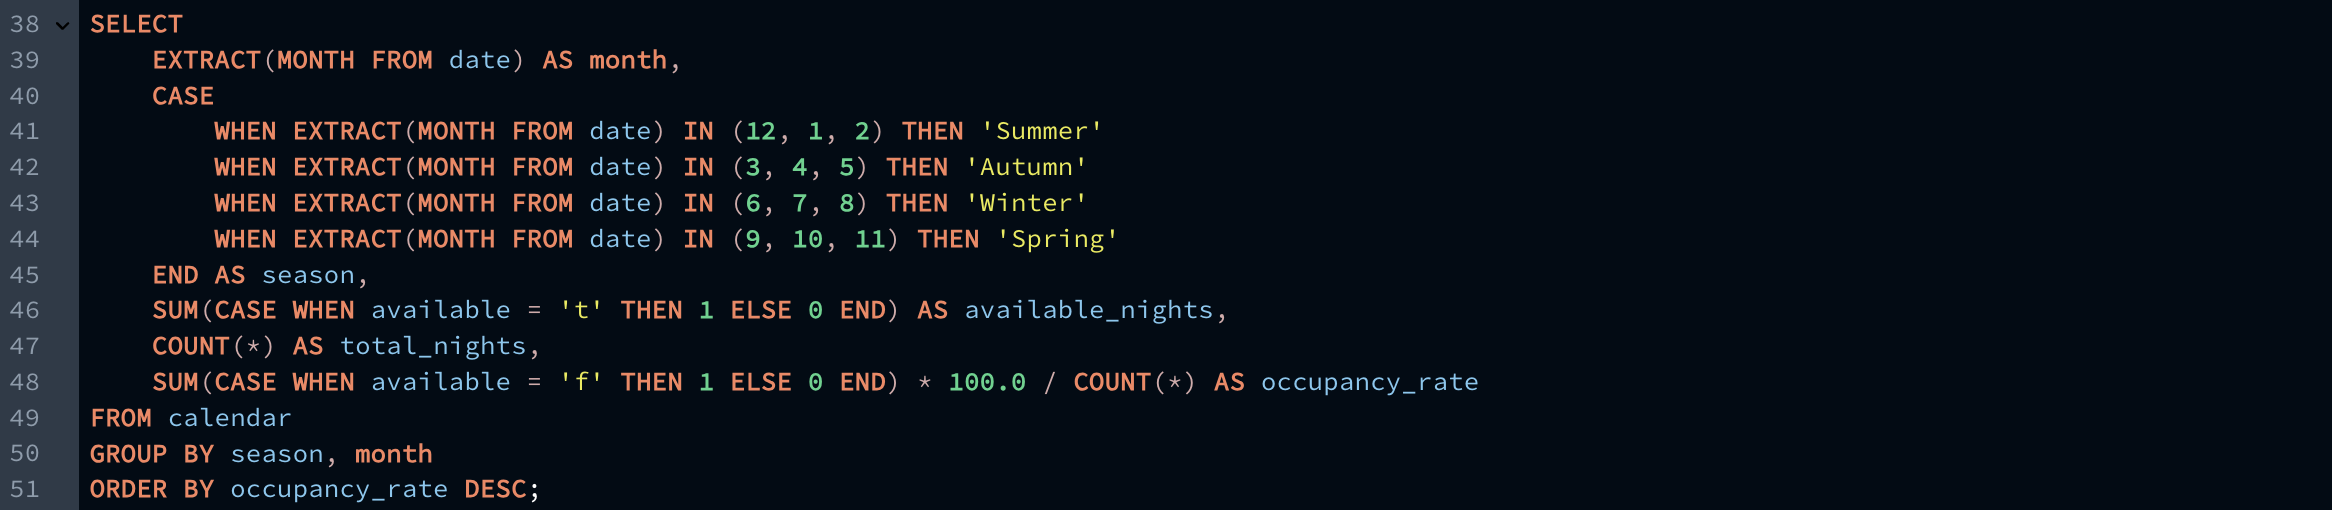 38 SELECT
39 EXTRACT(MONTH FROM date) AS month,
40 CASE
41 WHEN EXTRACT(MONTH FROM date) IN (12, 1, 2) THEN 'Summer'
42 WHEN EXTRACT(MONTH FROM date) IN (3, 4, 5) THEN 'Autumn'
43 WHEN EXTRACT(MONTH FROM date) IN (6, 7, 8) THEN 'Winter'
44 WHEN EXTRACT(MONTH FROM date) IN (9, 10, 11) THEN 'Spring'
45 END AS season,
46 SUM(CASE WHEN available = 't' THEN 1 ELSE 0 END) AS available_nights,
47 COUNT(*) AS total_nights,
48 SUM(CASE WHEN available = 'f' THEN 1 ELSE 0 END) * 100.0 / COUNT(*) AS occupancy_rate
49 FROM calendar
50 GROUP BY season, month
51 ORDER BY occupancy_rate DESC;